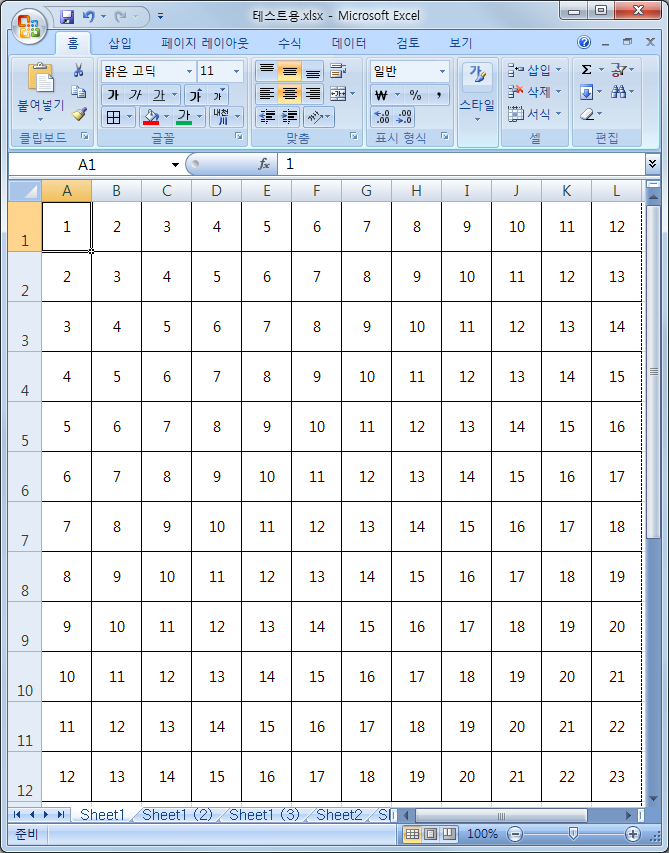 테스트용.xlsx - Microsoft Excel
홈 삽입 페이지 레이아웃 수식 데이터 검토 보기
맑은 고딕 11 일반
붙여넣기 가 가 가 가 가 ₩ % , 스타일 삽입 삭제 서식 Σ
가 내천 .00 .0
클립보드 글꼴 맞춤 표시 형식 셀 편집
A1 fx 1
A B C D E F G H I J K L
1 1 2 3 4 5 6 7 8 9 10 11 12
2 2 3 4 5 6 7 8 9 10 11 12 13
3 3 4 5 6 7 8 9 10 11 12 13 14
4 4 5 6 7 8 9 10 11 12 13 14 15
5 5 6 7 8 9 10 11 12 13 14 15 16
6 6 7 8 9 10 11 12 13 14 15 16 17
7 7 8 9 10 11 12 13 14 15 16 17 18
8 8 9 10 11 12 13 14 15 16 17 18 19
9 9 10 11 12 13 14 15 16 17 18 19 20
10 10 11 12 13 14 15 16 17 18 19 20 21
11 11 12 13 14 15 16 17 18 19 20 21 22
12 12 13 14 15 16 17 18 19 20 21 22 23
Sheet1 Sheet1 (2) Sheet1 (3) Sheet2
준비 100%